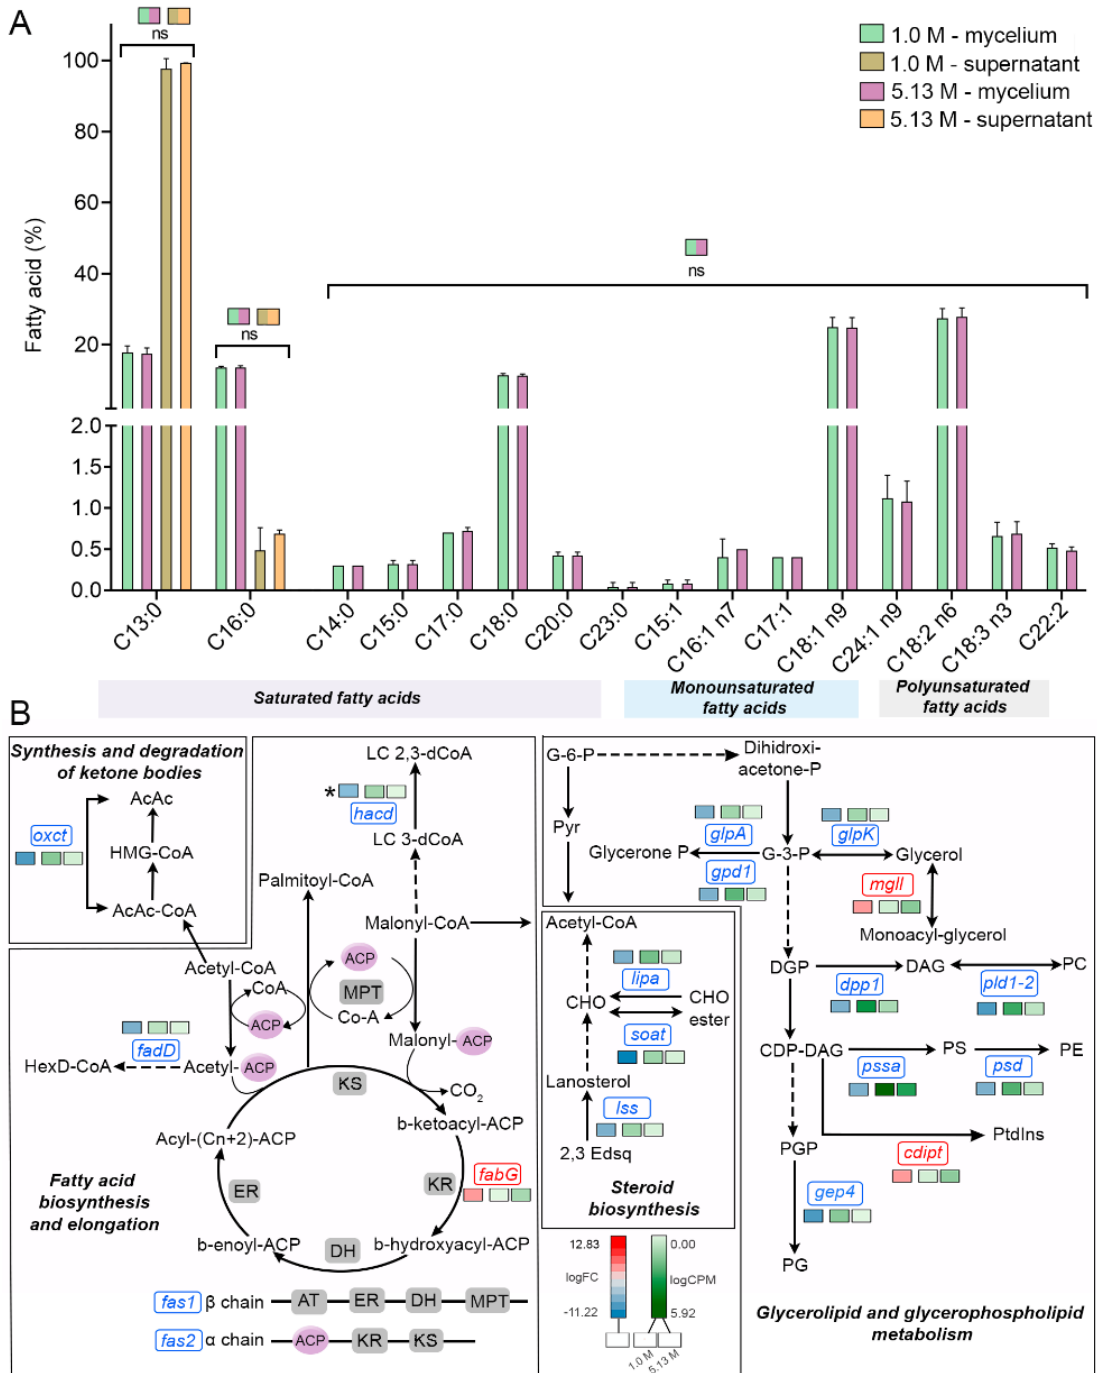 A
ns
100
80
60
40
20
2.0
1.5
1.0
0.5
0.0
Fatty acid (%)
1.0 M - mycelium
1.0 M - supernatant
5.13 M - mycelium
5.13 M - supernatant
ns
ns
C13:0
C16:0
C14:0
C15:0
C17:0
C18:0
C20:0
C23:0
C15:1
C16:1 n7
C17:1
C18:1 n9
C24:1 n9
C18:2 n6
C18:3 n3
C22:2
Saturated fatty acids
Monounsaturated
fatty acids
Polyunsaturated
fatty acids
B
Synthesis and degradation
of ketone bodies
AcAc
oxct
HMG-CoA
AcAc-CoA
LC 2,3-dCoA
*
hacd
LC 3-dCoA
Palmitoyl-CoA
Malonyl-CoA
Acetyl-CoA
CoA
ACP
ACP
MPT
Co-A
fadD
HexD-CoA
Acetyl-ACP
Malonyl-ACP
KS
CO2
b-ketoacyl-ACP
Acyl-(Cn+2)-ACP
fabG
KR
ER
DH
b-enoyl-ACP
b-hydroxyacyl-ACP
Fatty acid
biosynthesis
and elongation
fas1 β chain AT ER DH MPT
fas2 α chain ACP KR KS
G-6-P
Dihidroxi-
acetone-P
Pyr
glpA
glpK
Glycerone P
G-3-P
Glycerol
gpd1
mgll
Monoacyl-glycerol
Acetyl-CoA
lipa
CHO
CHO
ester
soat
Lanosterol
lss
2,3 Edsq
Steroid
biosynthesis
DGP
DAG
PC
dpp1
pld1-2
CDP-DAG
PS
PE
pssa
psd
PGP
PtdIns
cdipt
gep4
PG
12.83
logFC
-11.22
0.00
logCPM
5.92
1.0 M
5.13 M
Glycerolipid and glycerophospholipid
metabolism